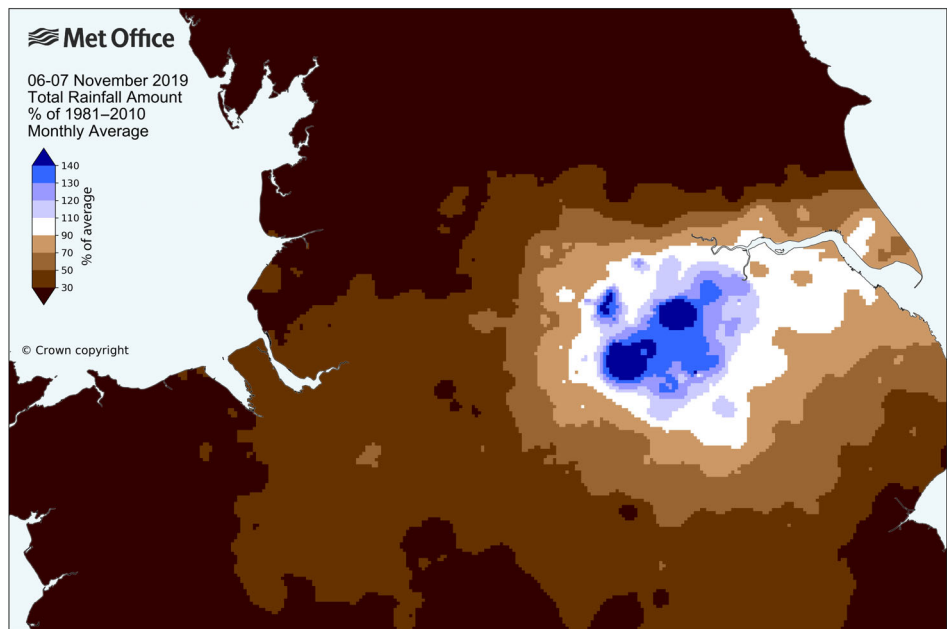 Met Office
06-07 November 2019
Total Rainfall Amount
% of 1981–2010
Monthly Average
140
130
120
110
90
70
50
30
% of average
© Crown copyright